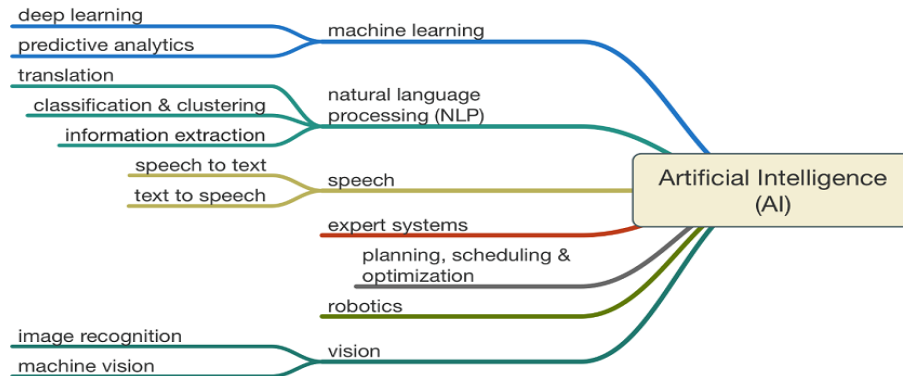 deep learning
predictive analytics
machine learning
translation
classification & clustering
information extraction
natural language
processing (NLP)
speech to text
text to speech
speech
expert systems
planning, scheduling &
optimization
robotics
image recognition
machine vision
vision
Artificial Intelligence
(AI)